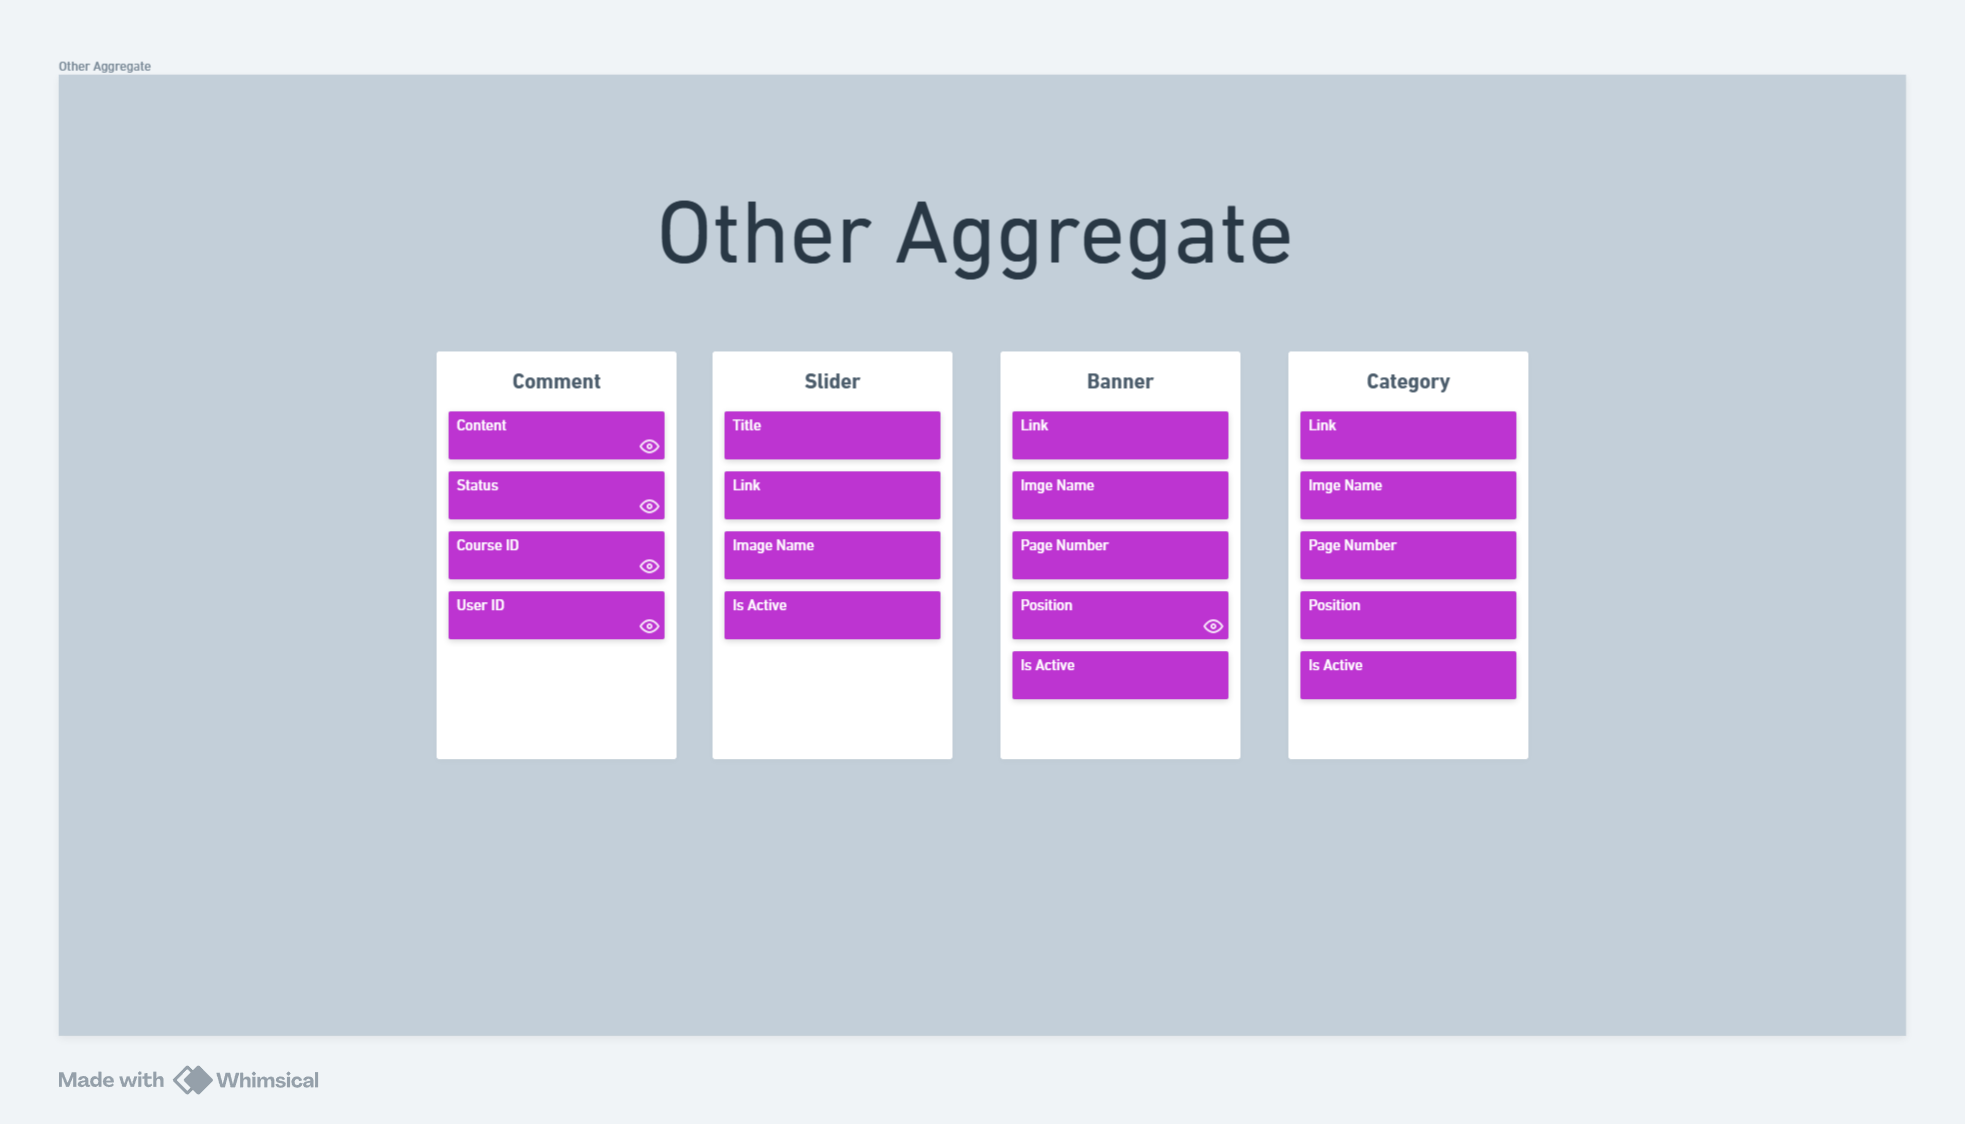 Other Aggregate
Other Aggregate
Comment
Content
Status
Course ID
User ID
Slider
Title
Link
Image Name
Is Active
Banner
Link
Imge Name
Page Number
Position
Is Active
Category
Link
Imge Name
Page Number
Position
Is Active
Made with Whimsical